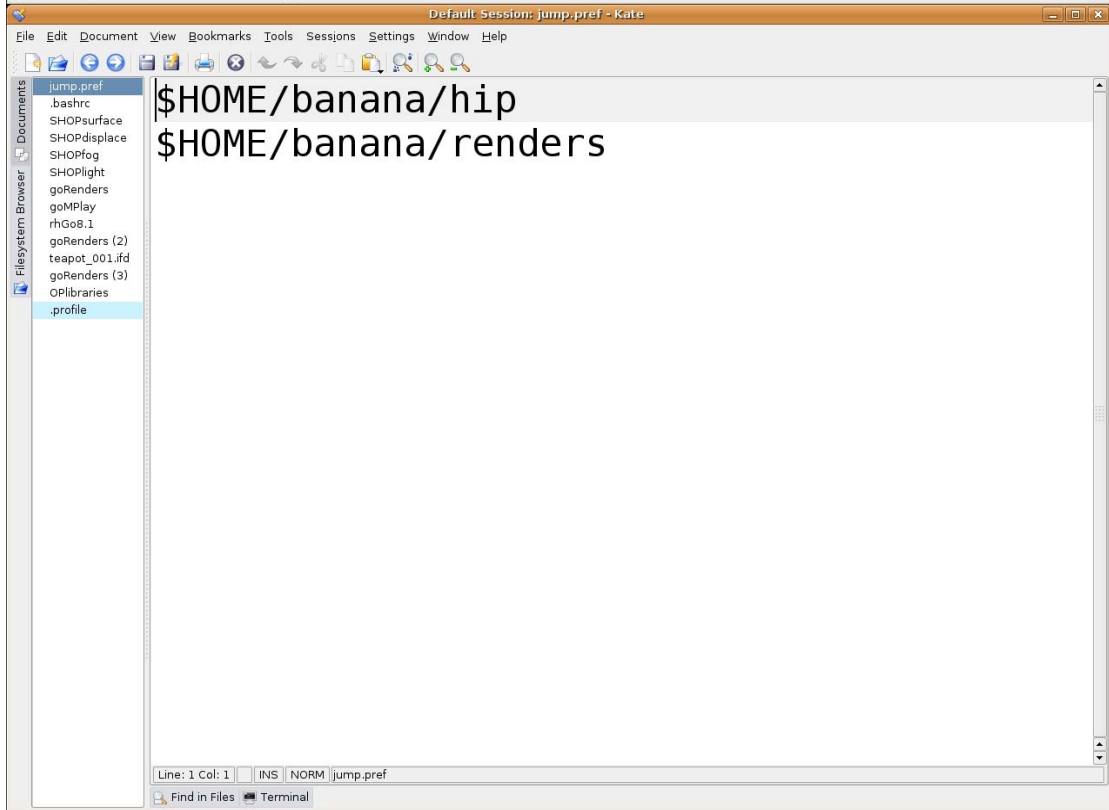 Default Session: jump.pref - Kate
File Edit Document View Bookmarks Tools Sessions Settings Window Help
Documents
Filesystem Browser
jump.pref
.bashrc
SHOPsurface
SHOPdisplace
SHOPfog
SHOPlight
goRenders
goMPlay
rhGo8.1
goRenders (2)
teapot_001.ifd
goRenders (3)
OPlibraries
.profile
$HOME/banana/hip
$HOME/banana/renders
Line: 1 Col: 1 INS NORM jump.pref
Find in Files Terminal